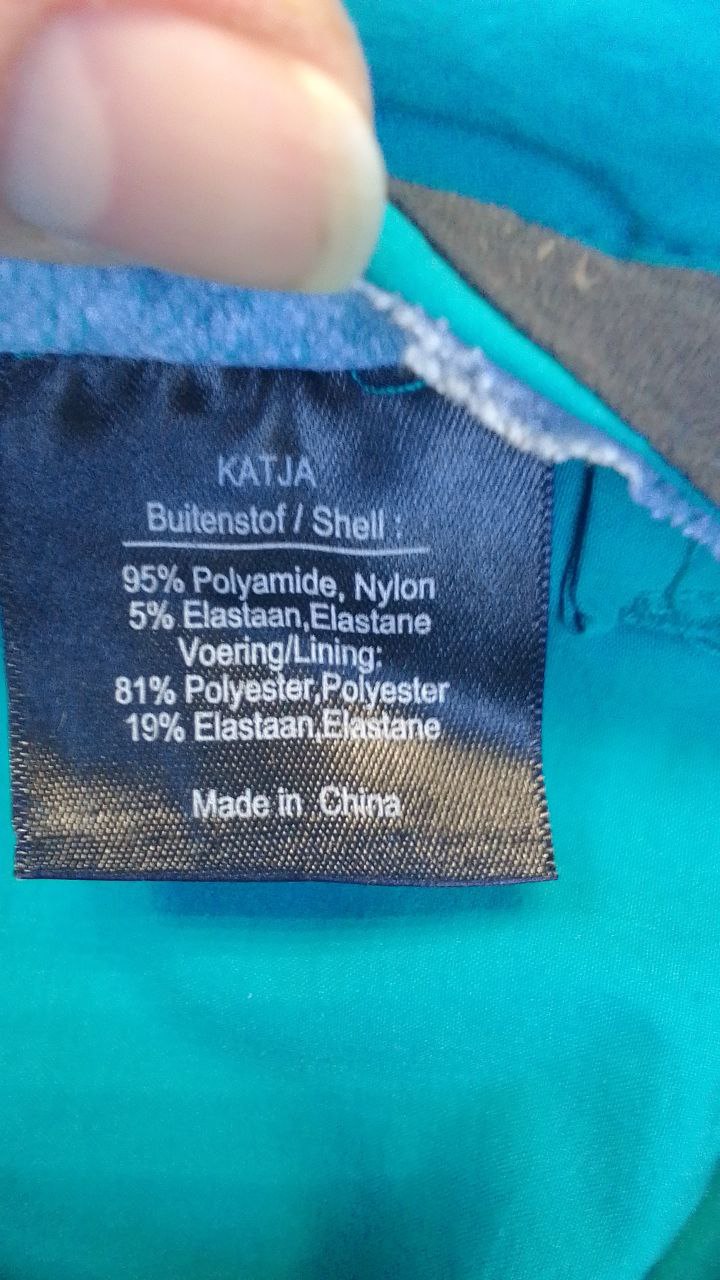 KATJA
Buitenstof / Shell :
95% Polyamide, Nylon
5% Elastaan,Elastane
Voering/Lining:
81% Polyester,Polyester
19% Elastaan,Elastane
Made in China